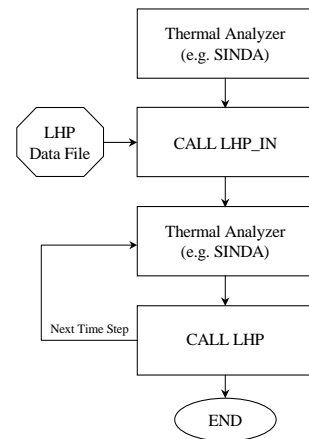 Thermal Analyzer
(e.g. SINDA)
LHP
Data File
CALL LHP_IN
Thermal Analyzer
(e.g. SINDA)
Next Time Step
CALL LHP
END